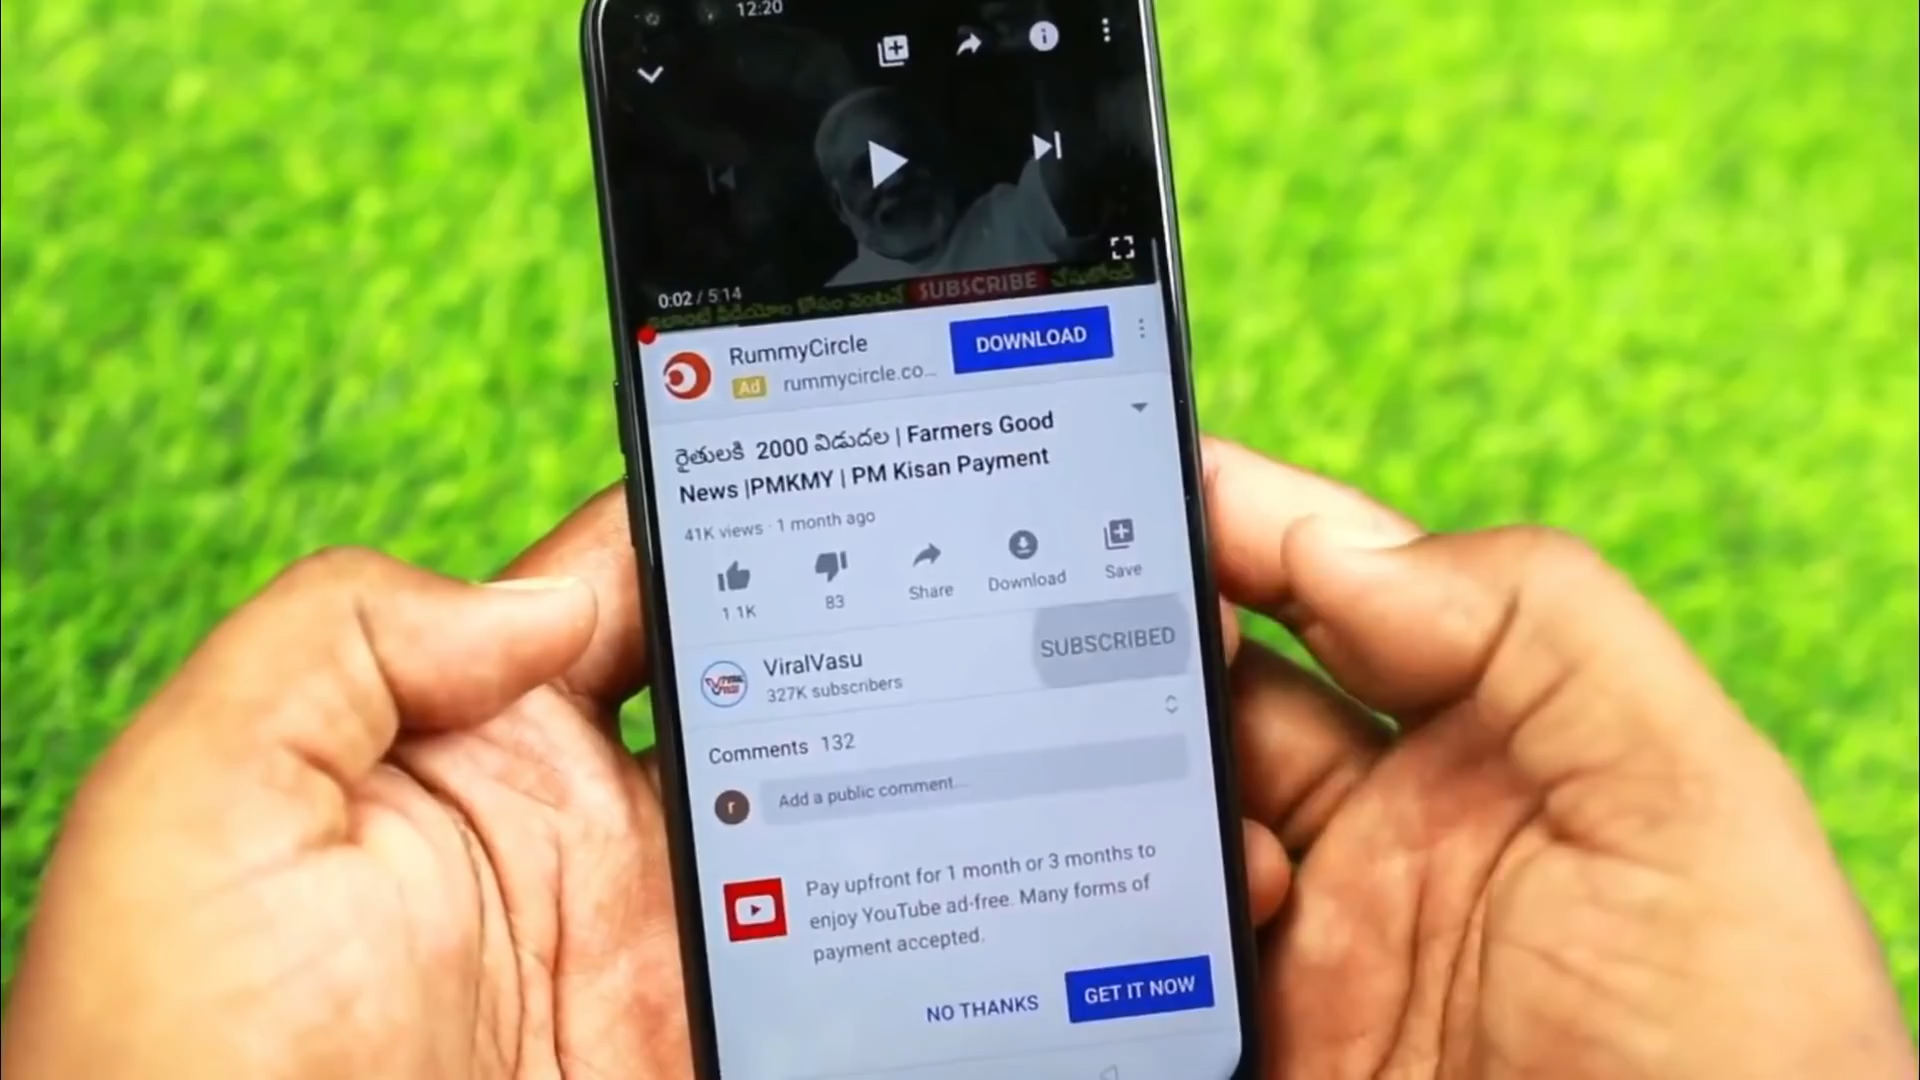 12:20
0:02 / 5:14
ఇలాంటి వీడియోల కోసం వెంటనే SUBSCRIBE చేసుకోండి
RummyCircle
DOWNLOAD
Ad rummycircle.co...
రైతులకి 2000 విడుదల | Farmers Good
News |PMKMY | PM Kisan Payment
41K views · 1 month ago
1.1K
83
Share
Download
Save
ViralVasu
327K subscribers
SUBSCRIBED
Comments 132
r
Add a public comment...
Pay upfront for 1 month or 3 months to
enjoy YouTube ad-free. Many forms of
payment accepted.
NO THANKS
GET IT NOW